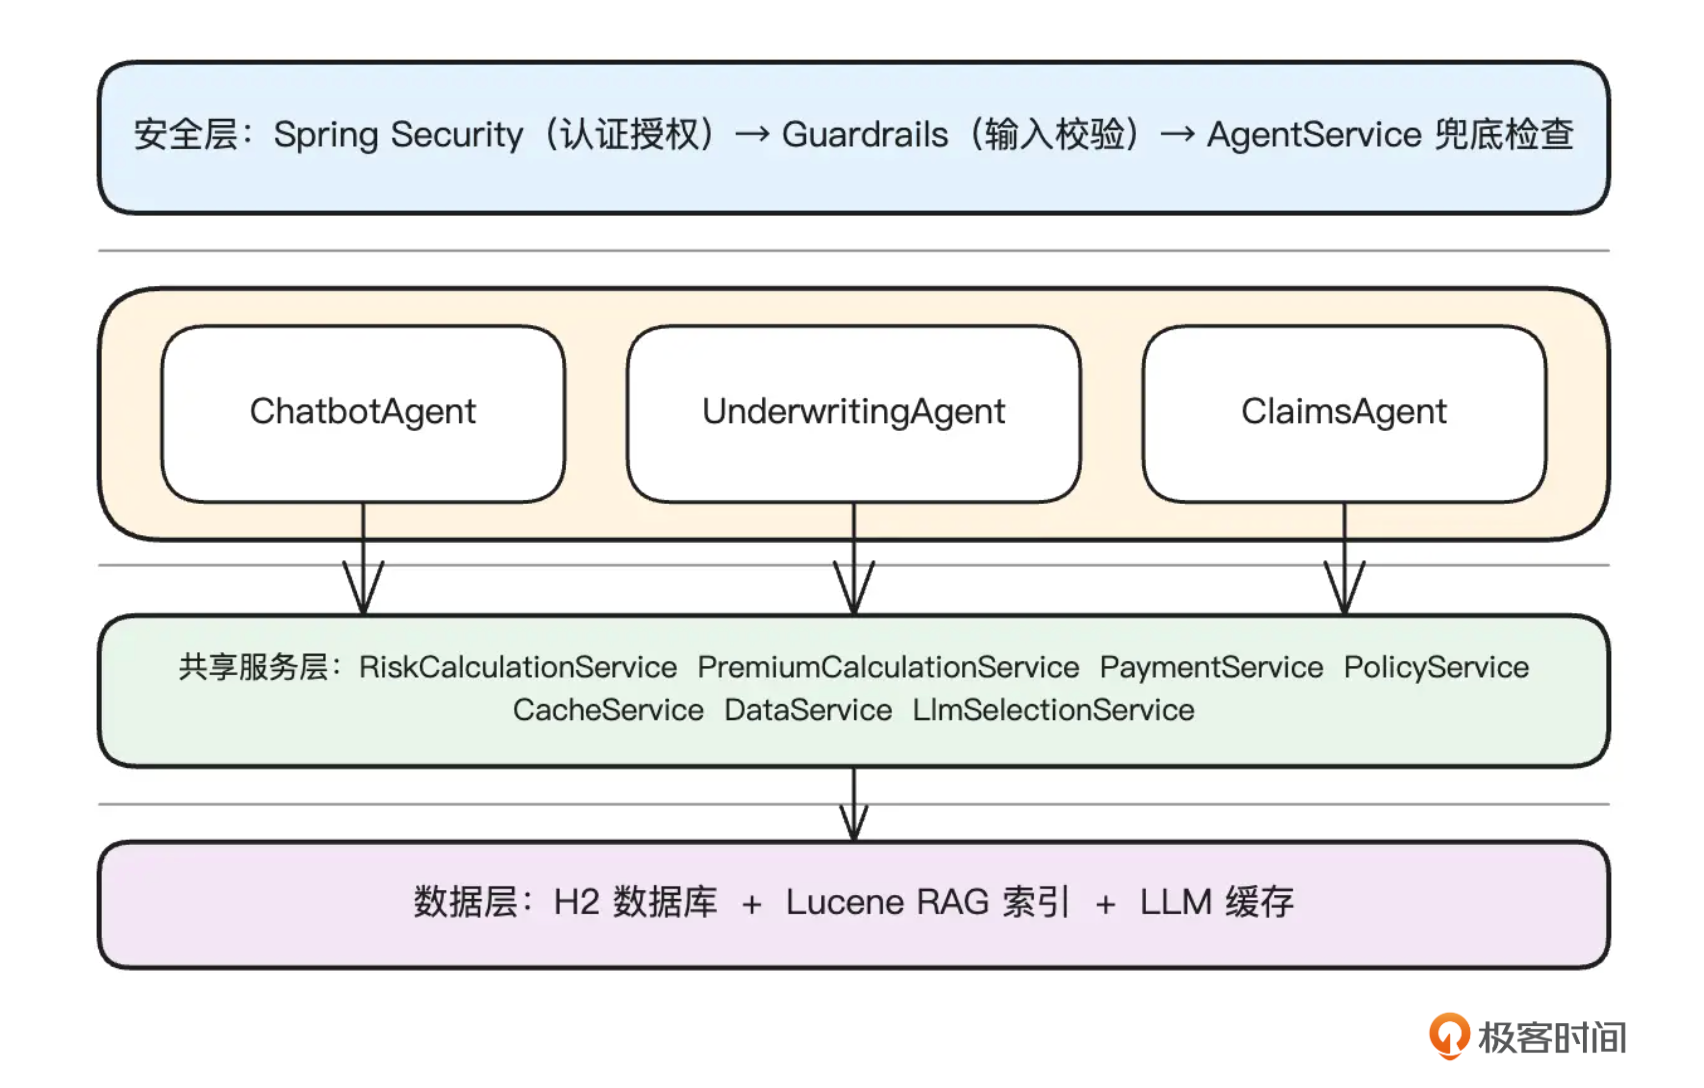 安全层：Spring Security（认证授权）→ Guardrails（输入校验）→ AgentService 兜底检查
ChatbotAgent
UnderwritingAgent
ClaimsAgent
共享服务层：RiskCalculationService PremiumCalculationService PaymentService PolicyService
CacheService DataService LlmSelectionService
数据层：H2 数据库 + Lucene RAG 索引 + LLM 缓存
极客时间